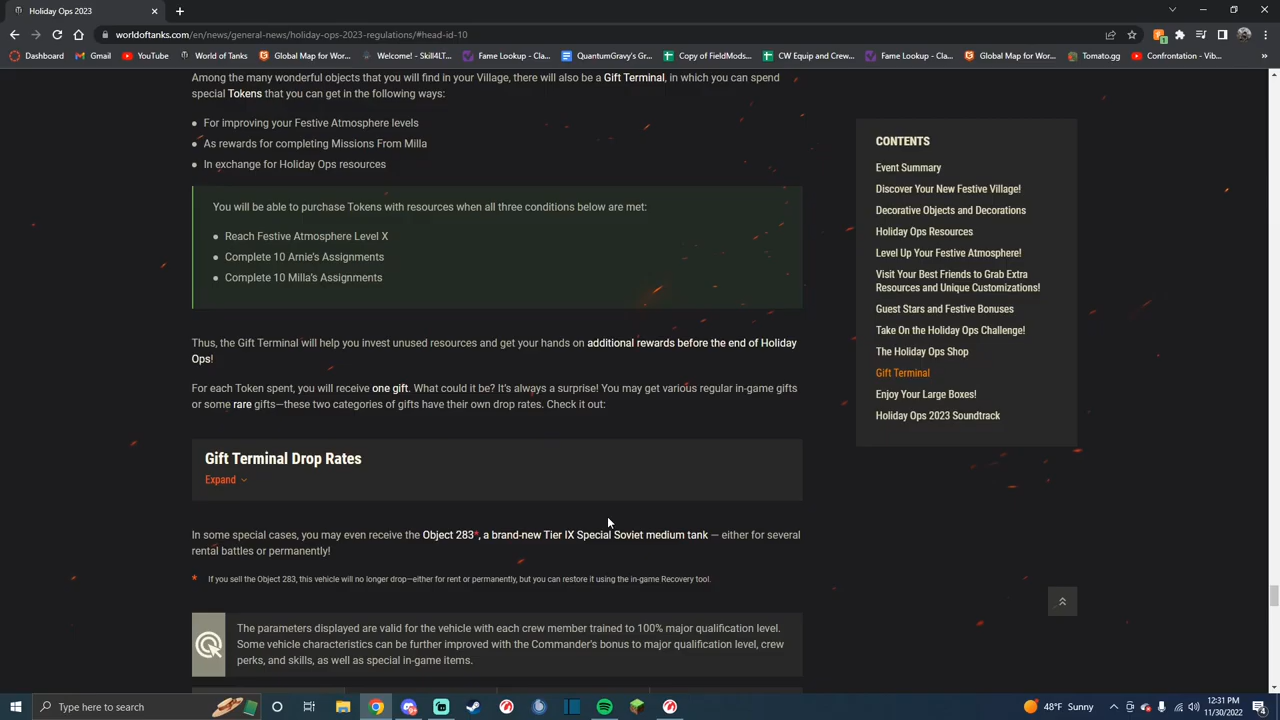 Holiday Ops 2023
worldoftanks.com/en/news/general-news/holiday-ops-2023-regulations/#head-id-10
Dashboard
Gmail
World of Tanks
Global Map for Wor...
Welcome! - Skill4LT...
Fame Lookup - Cla...
QuantumGravy's Gr...
Copy of FieldMods...
CW Equip and Crew...
Fame Lookup - Cla...
Global Map for Wor...
Tomato.gg
Confrontation - Vib...
Among the many wonderful objects that you will find in your Village, there will also be a Gift Terminal, in which you can spend
special Tokens that you can get in the following ways:
For improving your Festive Atmosphere levels
As rewards for completing Missions From Milla
In exchange for Holiday Ops resources
You will be able to purchase Tokens with resources when all three conditions below are met:
Reach Festive Atmosphere Level X
Complete 10 Arnie's Assignments
Complete 10 Milla's Assignments
Thus, the Gift Terminal will help you invest unused resources and get your hands on additional rewards before the end of Holiday
Ops!
For each Token spent, you will receive one gift. What could it be? It's always a surprise! You may get various regular in-game gifts
or some rare gifts—these two categories of gifts have their own drop rates. Check it out:
Gift Terminal Drop Rates
Expand
In some special cases, you may even receive the Object 283*, a brand-new Tier IX Special Soviet medium tank — either for several
rental battles or permanently!
* If you sell the Object 283, this vehicle will no longer drop—either for rent or permanently, but you can restore it using the in-game Recovery tool.
The parameters displayed are valid for the vehicle with each crew member trained to 100% major qualification level.
Some vehicle characteristics can be further improved with the Commander's bonus to major qualification level, crew
perks, and skills, as well as special in-game items.
CONTENTS
Event Summary
Discover Your New Festive Village!
Decorative Objects and Decorations
Holiday Ops Resources
Level Up Your Festive Atmosphere!
Visit Your Best Friends to Grab Extra
Resources and Unique Customizations!
Guest Stars and Festive Bonuses
Take On the Holiday Ops Challenge!
The Holiday Ops Shop
Gift Terminal
Enjoy Your Large Boxes!
Holiday Ops 2023 Soundtrack
Type here to search
48°F Sunny
12:31 PM
11/30/2022